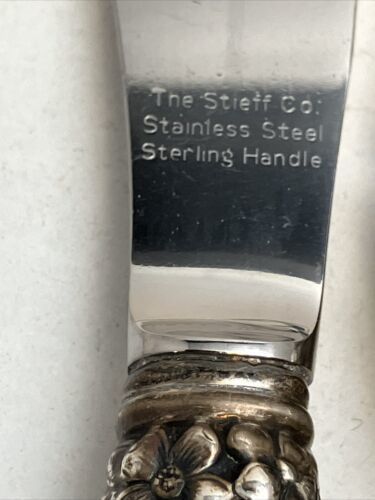 The Stieff Co.
Stainless Steel
Sterling Handle